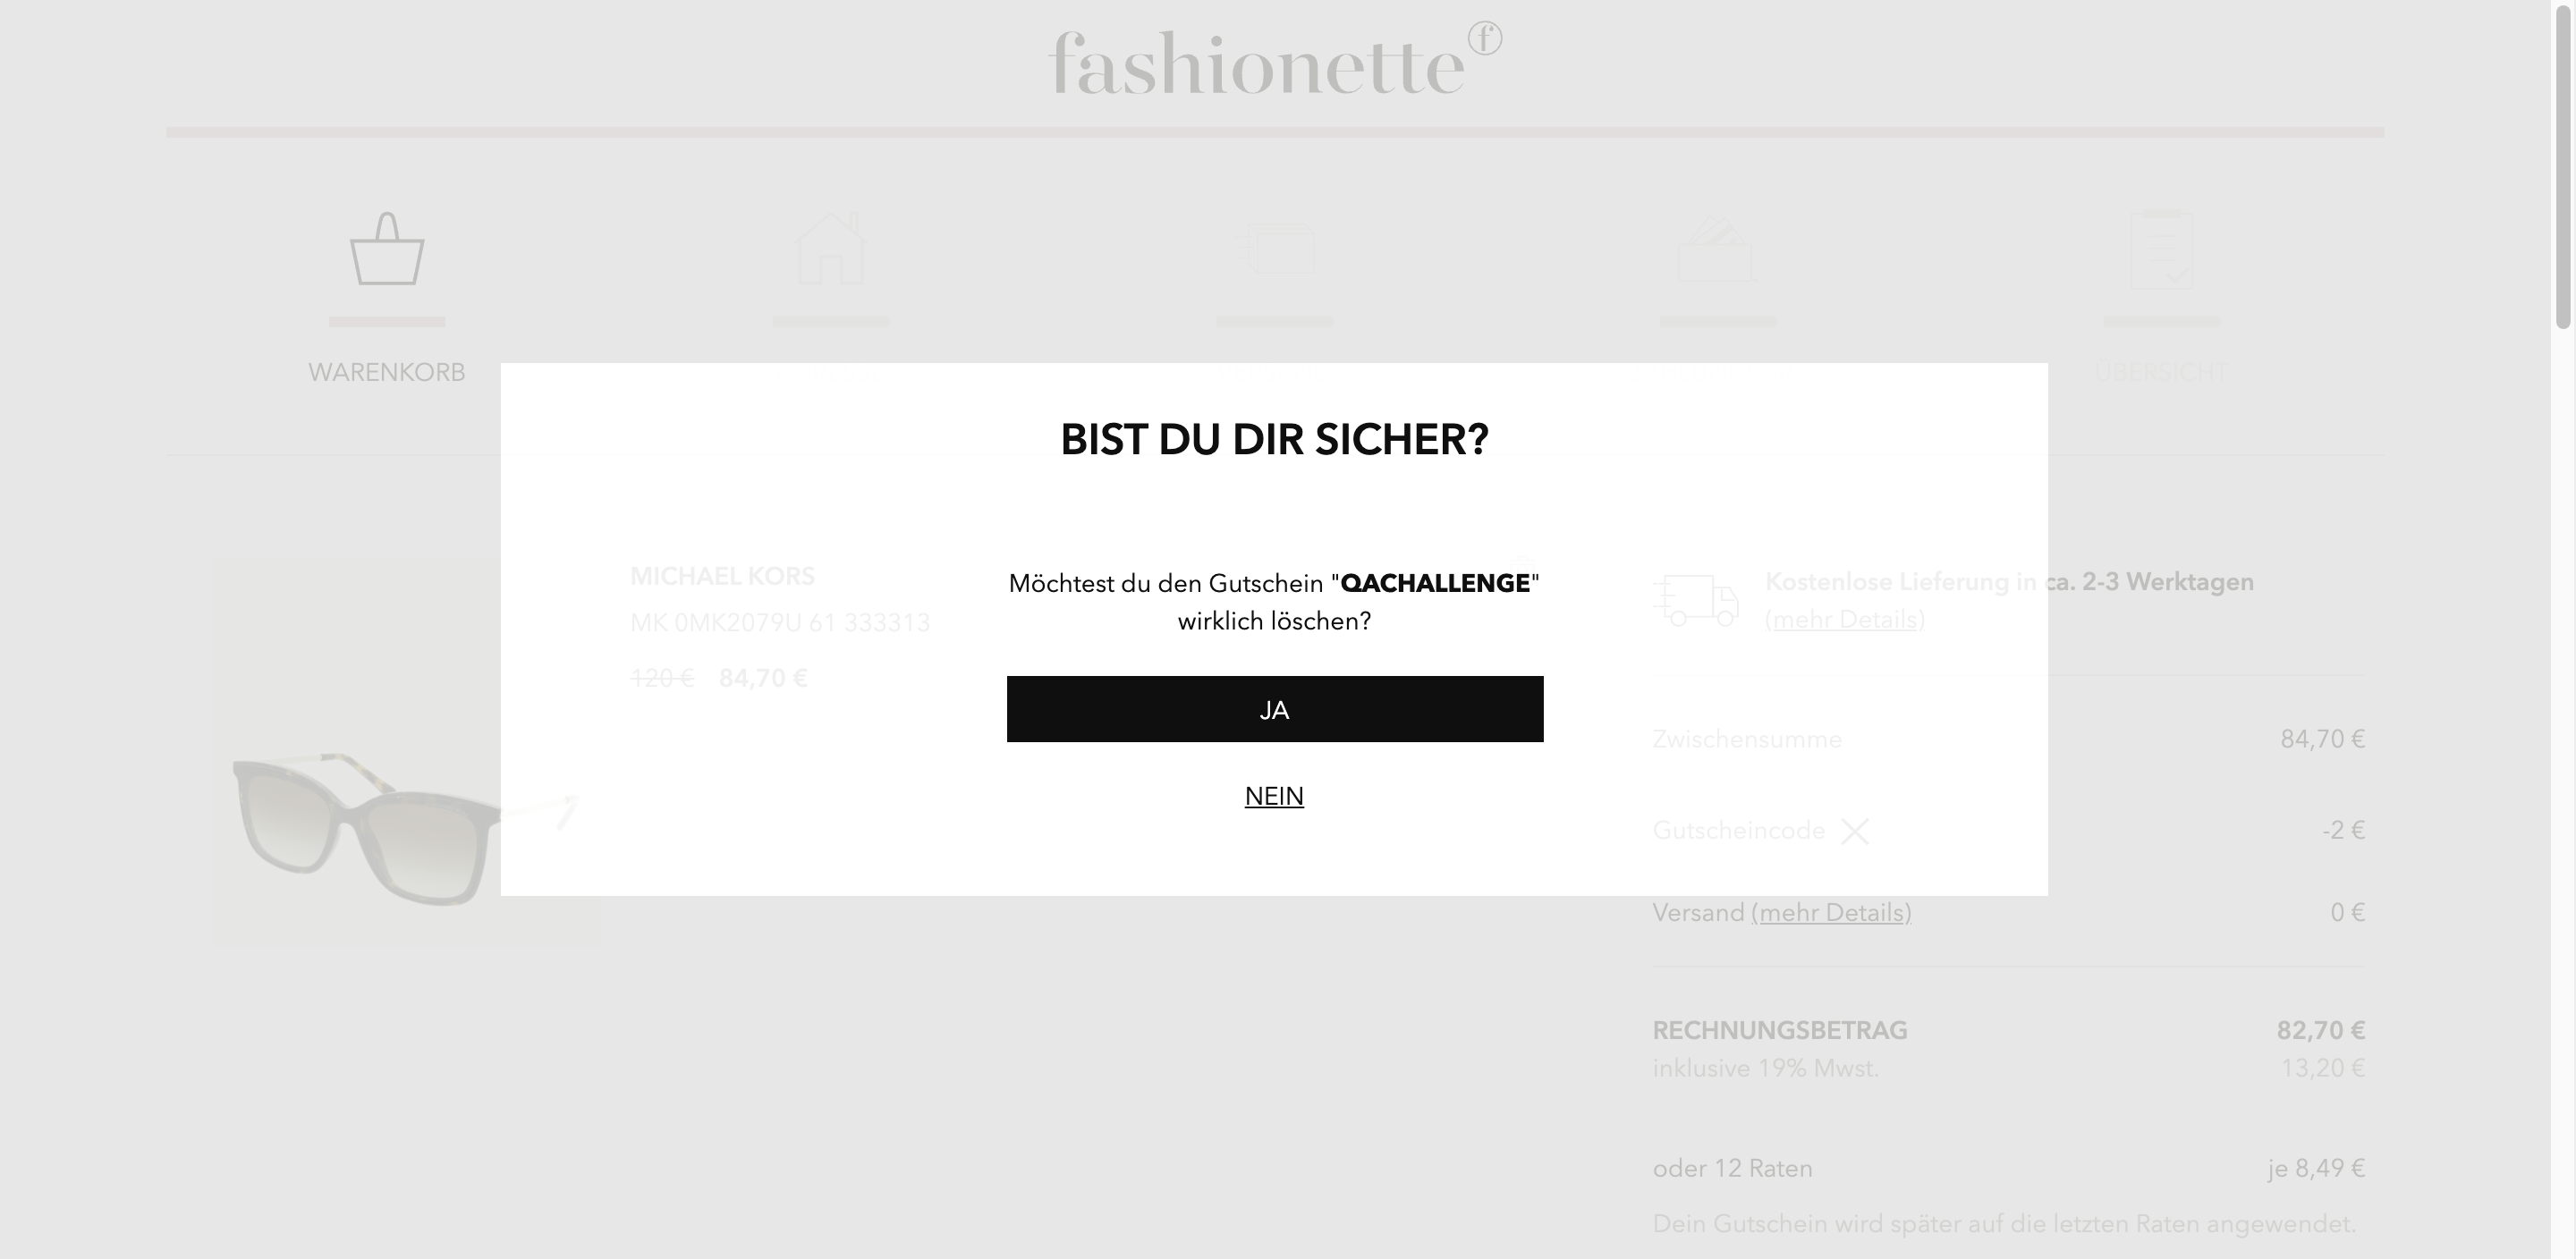 fashionette
f
WARENKORB
ÜBERSICHT
BIST DU DIR SICHER?
MICHAEL KORS
MK 0MK2079U 61 333313
120 € 84,70 €
Möchtest du den Gutschein "QACHALLENGE"
wirklich löschen?
JA
NEIN
Kostenlose Lieferung in ca. 2-3 Werktagen
(mehr Details)
Zwischensumme 84,70 €
Gutscheincode -2 €
Versand (mehr Details) 0 €
RECHNUNGSBETRAG 82,70 €
inklusive 19% Mwst. 13,20 €
oder 12 Raten je 8,49 €
Dein Gutschein wird später auf die letzten Raten angewendet.